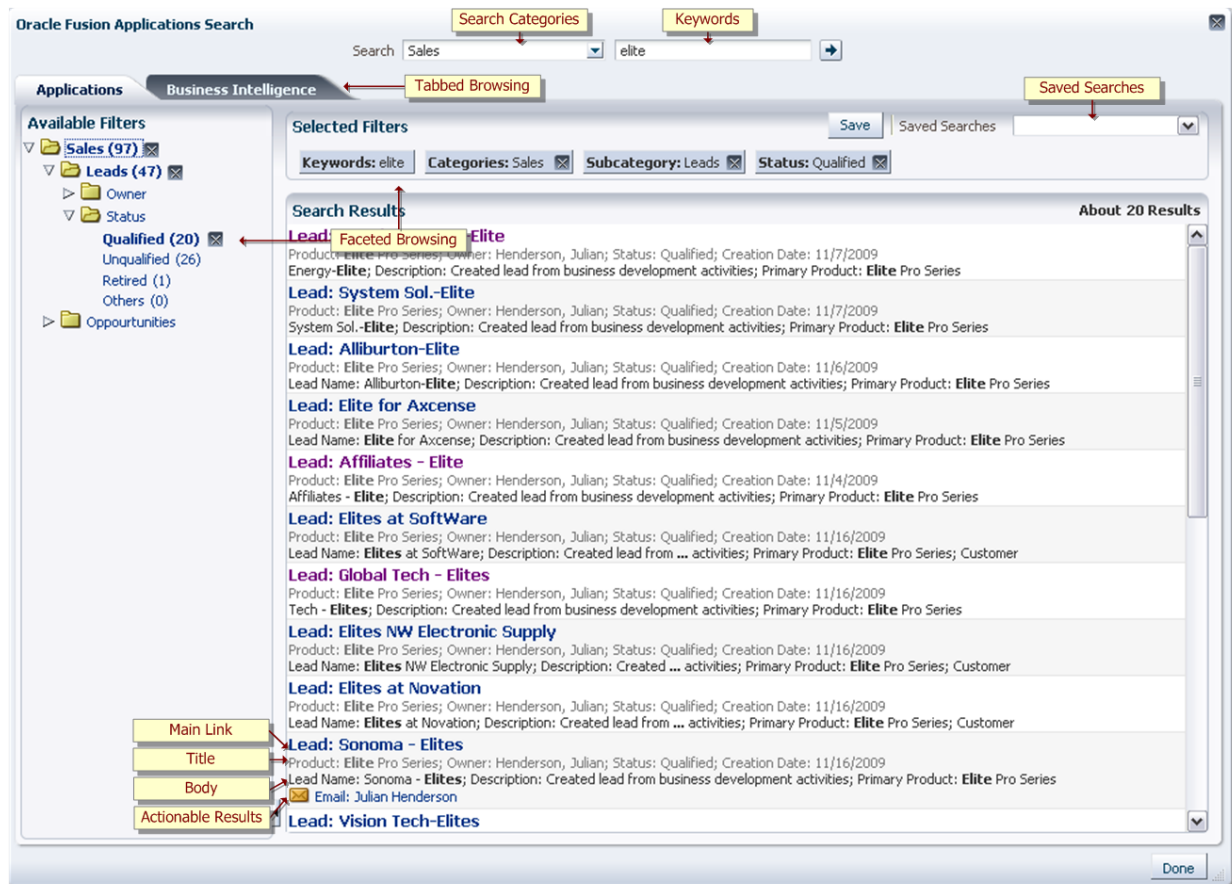 Oracle Fusion Applications Search
Search Categories
Keywords
Search Sales elite
Applications Business Intelligence
Tabbed Browsing
Saved Searches
Available Filters
Sales (97)
Leads (47)
Owner
Status
Qualified (20)
Unqualified (26)
Retired (1)
Others (0)
Oppourtunities
Selected Filters
Save Saved Searches
Keywords: elite Categories: Sales Subcategory: Leads Status: Qualified
Search Results About 20 Results
Faceted Browsing
Lead: Elite
Product: Elite Pro Series; Owner: Henderson, Julian; Status: Qualified; Creation Date: 11/7/2009
Energy-Elite; Description: Created lead from business development activities; Primary Product: Elite Pro Series
Lead: System Sol.-Elite
Product: Elite Pro Series; Owner: Henderson, Julian; Status: Qualified; Creation Date: 11/7/2009
System Sol.-Elite; Description: Created lead from business development activities; Primary Product: Elite Pro Series
Lead: Alliburton-Elite
Product: Elite Pro Series; Owner: Henderson, Julian; Status: Qualified; Creation Date: 11/6/2009
Lead Name: Alliburton-Elite; Description: Created lead from business development activities; Primary Product: Elite Pro Series
Lead: Elite for Axcense
Product: Elite Pro Series; Owner: Henderson, Julian; Status: Qualified; Creation Date: 11/5/2009
Lead Name: Elite for Axcense; Description: Created lead from business development activities; Primary Product: Elite Pro Series
Lead: Affiliates - Elite
Product: Elite Pro Series; Owner: Henderson, Julian; Status: Qualified; Creation Date: 11/4/2009
Affiliates - Elite; Description: Created lead from business development activities; Primary Product: Elite Pro Series
Lead: Elites at SoftWare
Product: Elite Pro Series; Owner: Henderson, Julian; Status: Qualified; Creation Date: 11/16/2009
Lead Name: Elites at SoftWare; Description: Created lead from ... activities; Primary Product: Elite Pro Series; Customer
Lead: Global Tech - Elites
Product: Elite Pro Series; Owner: Henderson, Julian; Status: Qualified; Creation Date: 11/16/2009
Tech - Elites; Description: Created lead from business development activities; Primary Product: Elite Pro Series
Lead: Elites NW Electronic Supply
Product: Elite Pro Series; Owner: Henderson, Julian; Status: Qualified; Creation Date: 11/16/2009
Lead Name: Elites NW Electronic Supply; Description: Created ... activities; Primary Product: Elite Pro Series; Customer
Lead: Elites at Novation
Product: Elite Pro Series; Owner: Henderson, Julian; Status: Qualified; Creation Date: 11/16/2009
Lead Name: Elites at Novation; Description: Created lead from ... activities; Primary Product: Elite Pro Series; Customer
Main Link
Lead: Sonoma - Elites
Title
Product: Elite Pro Series; Owner: Henderson, Julian; Status: Qualified; Creation Date: 11/16/2009
Body
Lead Name: Sonoma - Elites; Description: Created lead from business development activities; Primary Product: Elite Pro Series
Email: Julian Henderson
Actionable Results
Lead: Vision Tech-Elites
Done